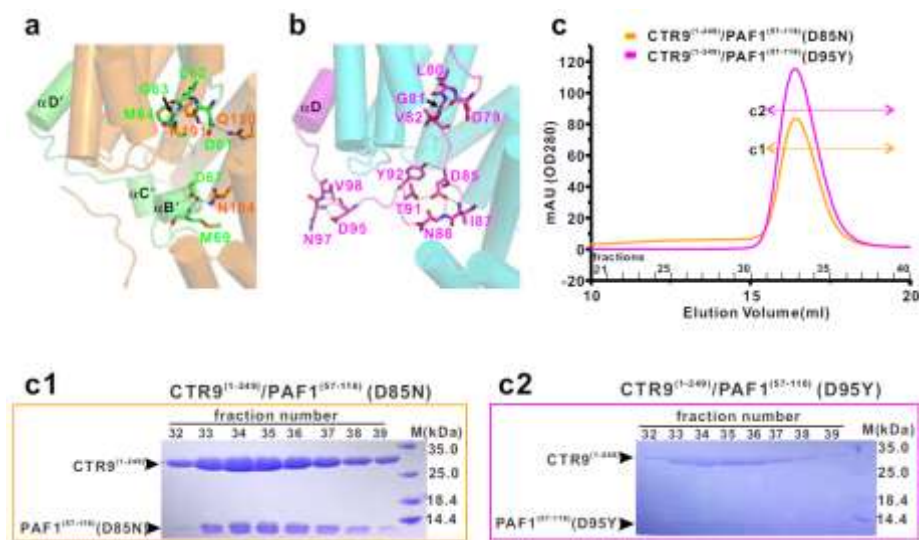 a
αD'
G83
M84
D67
N104
αC'
αB'
M69
b
αD
L80
G81
V82
D79
Y92
D85
V98
T91
I87
N97
D95
N86
c
CTR9(1-249)/PAF1(57-116)(D85N)
CTR9(1-249)/PAF1(57-116)(D95Y)
mAU (OD280)
120
100
80
60
40
20
0
-20
c2
c1
fractions
21 25 30 35 40
10 15 20
Elution Volume(ml)
c1
CTR9(1-249)/PAF1(57-116)(D85N)
fraction number
32 33 34 35 36 37 38 39 M(kDa)
CTR9(1-249)
35.0
25.0
18.4
14.4
PAF1(57-116)(D85N)
c2
CTR9(1-249)/PAF1(57-116)(D95Y)
fraction number
32 33 34 35 36 37 38 39 M(kDa)
CTR9(1-249)
35.0
25.0
18.4
14.4
PAF1(57-116)(D95Y)